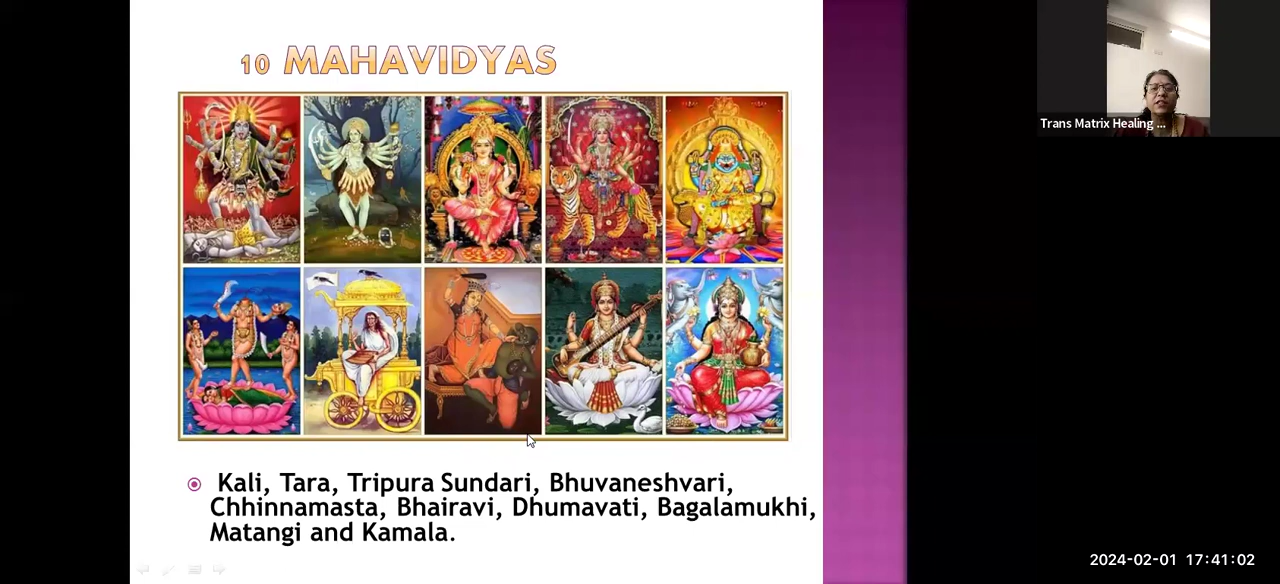 10 MAHAVIDYAS
Trans Matrix Healing ...
Kali, Tara, Tripura Sundari, Bhuvaneshvari,
Chhinnamasta, Bhairavi, Dhumavati, Bagalamukhi,
Matangi and Kamala.
2024-02-01 17:41:02